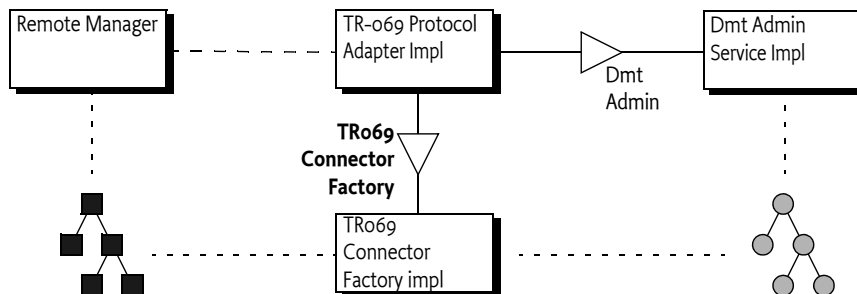 Remote Manager
TR-069 Protocol
Adapter Impl
Dmt Admin
Service Impl
Dmt
Admin
TR069
Connector
Factory
TR069
Connector
Factory impl